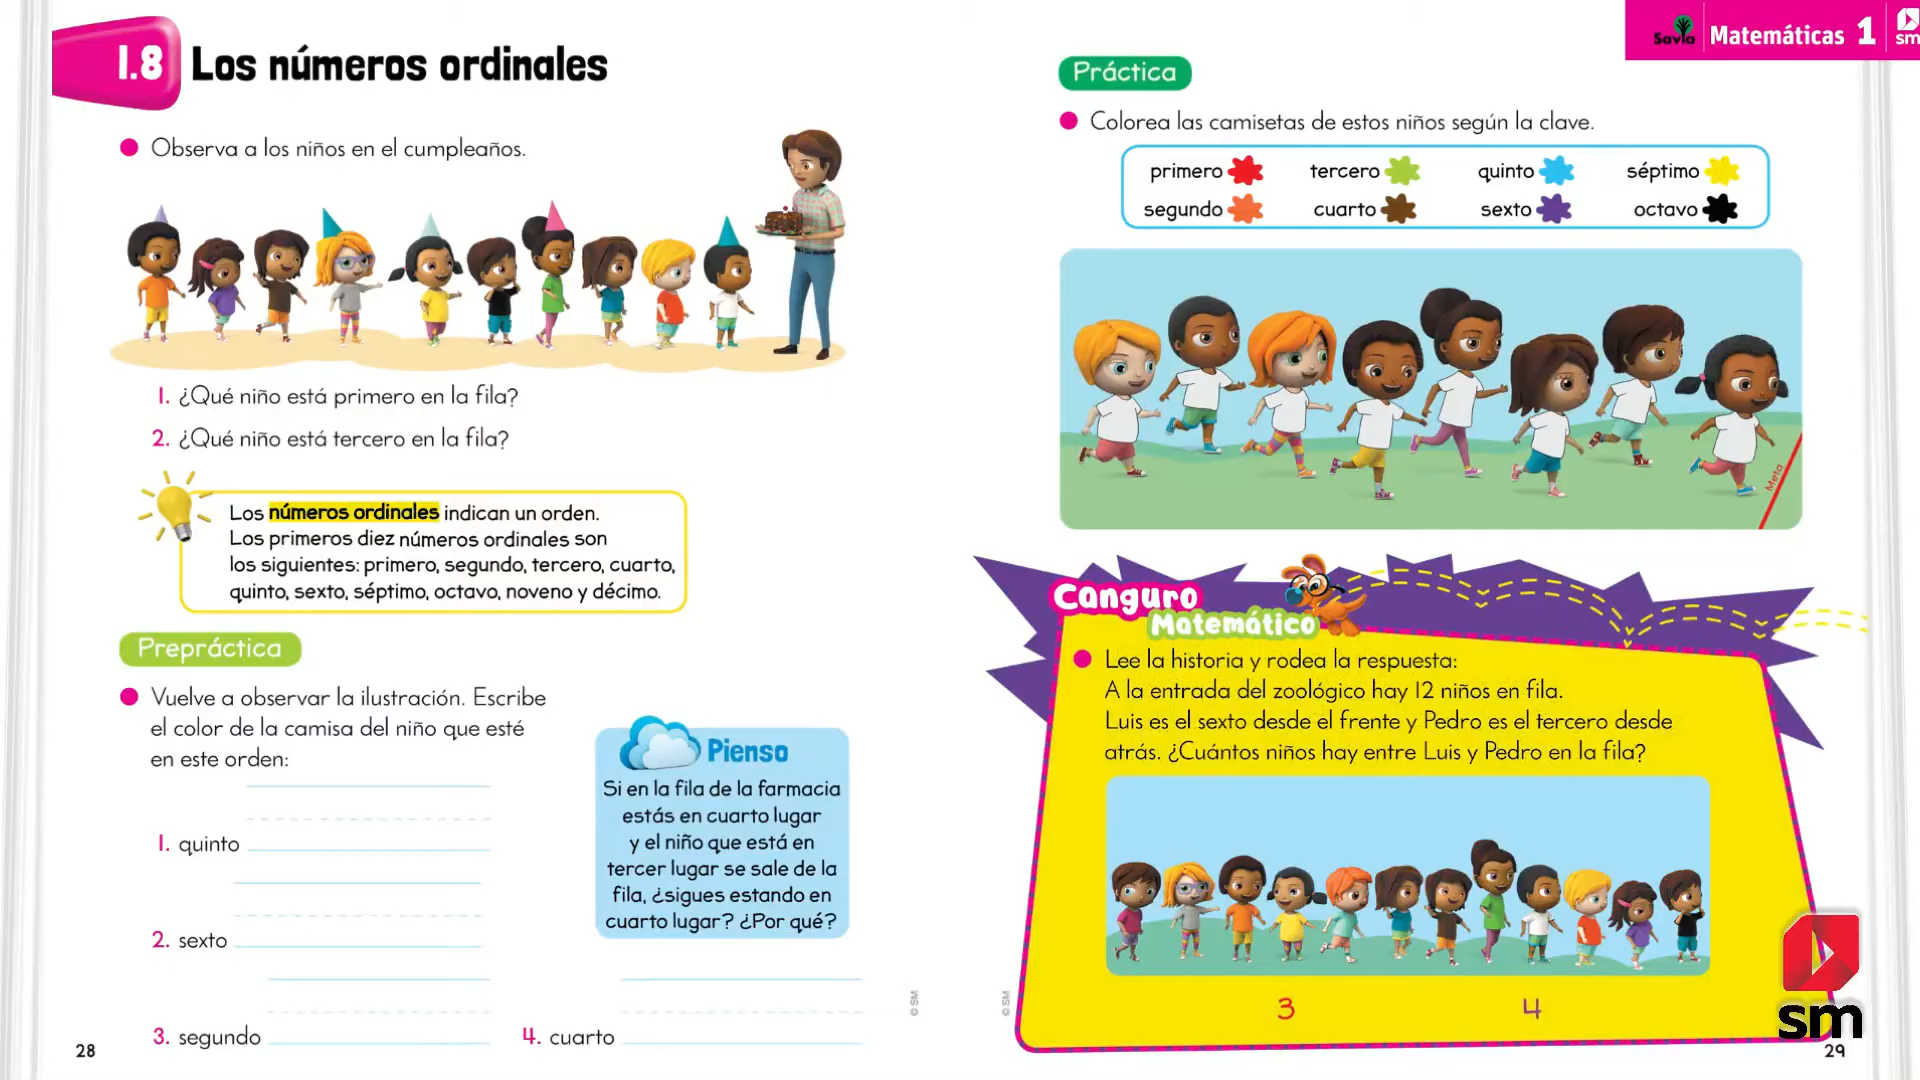 1.8 Los números ordinales
Observa a los niños en el cumpleaños.
1. ¿Qué niño está primero en la fila?
2. ¿Qué niño está tercero en la fila?
Los números ordinales indican un orden.
Los primeros diez números ordinales son
los siguientes: primero, segundo, tercero, cuarto,
quinto, sexto, séptimo, octavo, noveno y décimo.
Prepráctica
Vuelve a observar la ilustración. Escribe
el color de la camisa del niño que esté
en este orden:
1. quinto
2. sexto
3. segundo
4. cuarto
Pienso
Si en la fila de la farmacia
estás en cuarto lugar
y el niño que está en
tercer lugar se sale de la
fila, ¿sigues estando en
cuarto lugar? ¿Por qué?
© SM
28
Savia Matemáticas 1 sm
Práctica
Colorea las camisetas de estos niños según la clave.
primero tercero quinto séptimo
segundo cuarto sexto octavo
Meta
Canguro
Matemático
Lee la historia y rodea la respuesta:
A la entrada del zoológico hay 12 niños en fila.
Luis es el sexto desde el frente y Pedro es el tercero desde
atrás. ¿Cuántos niños hay entre Luis y Pedro en la fila?
3 4
© SM
sm
29